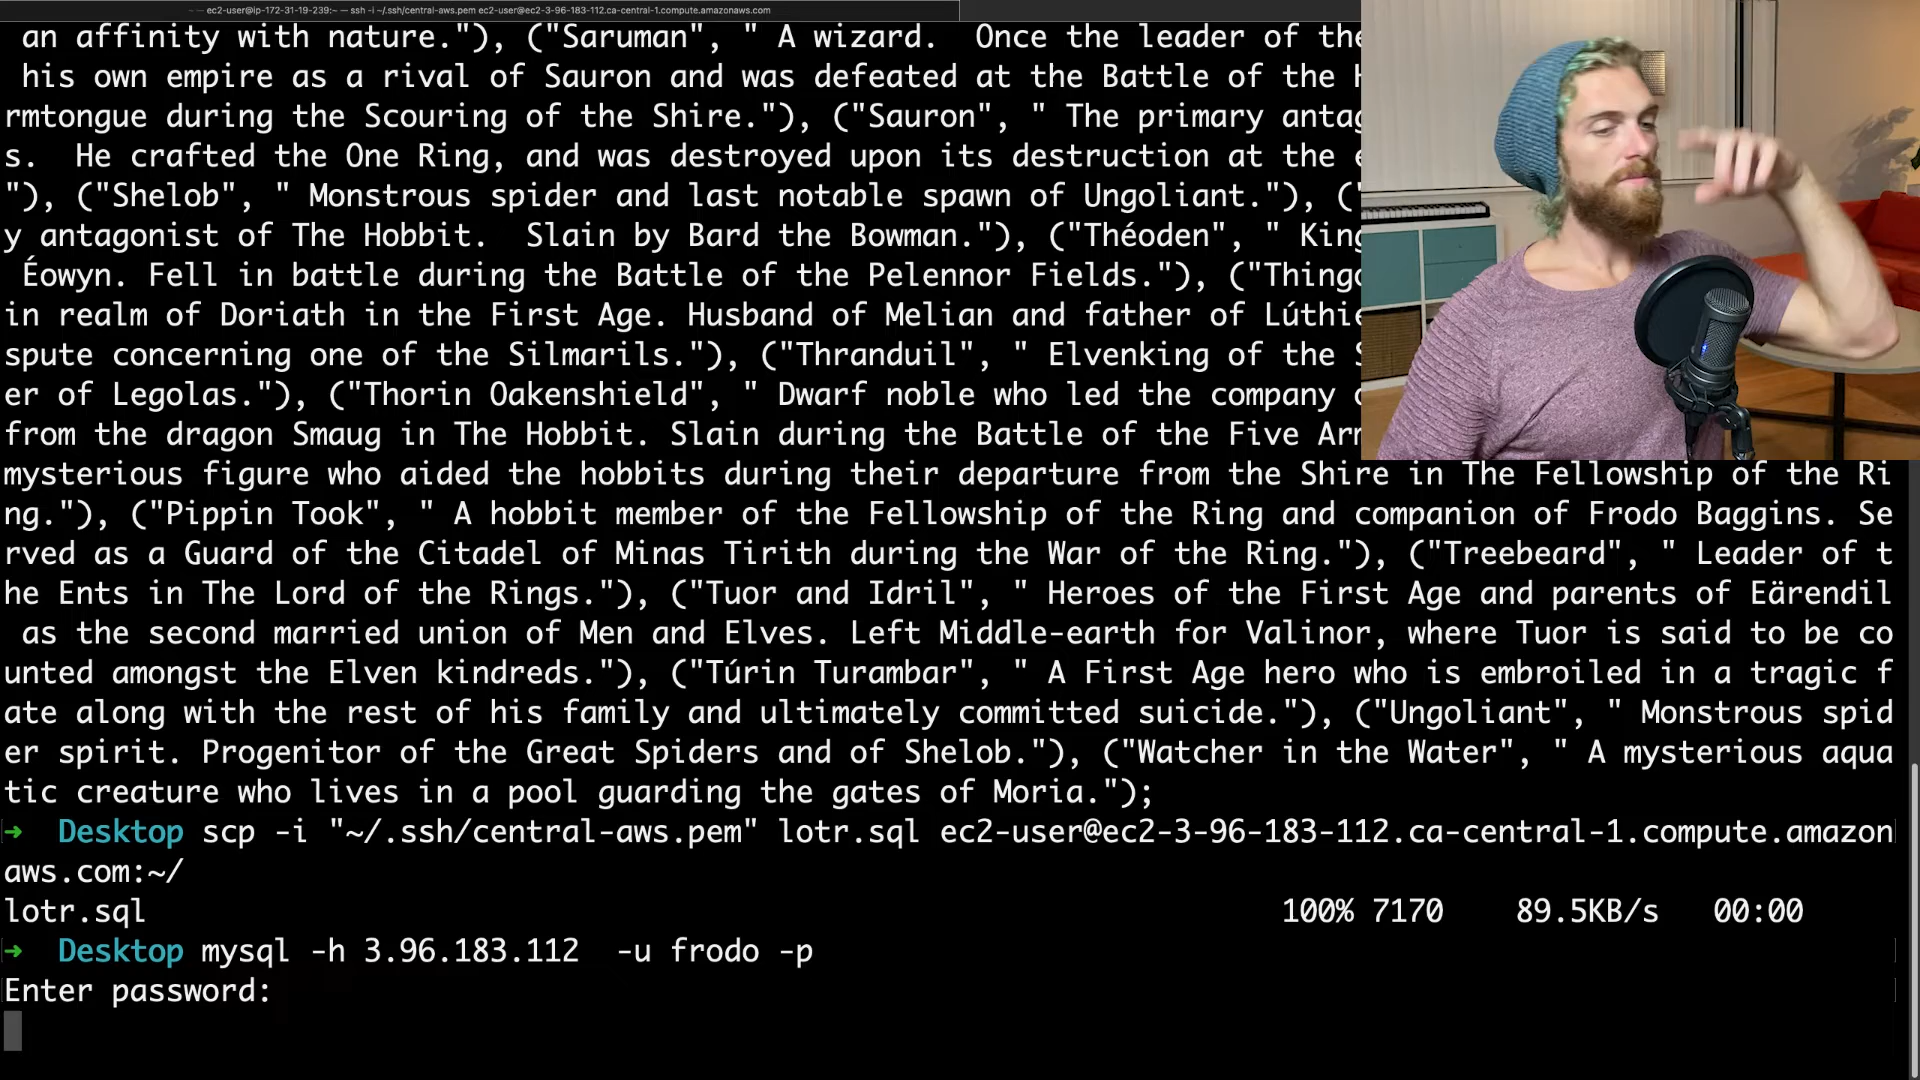 ec2-user@ip-172-31-19-239:~ — ssh -i ~/.ssh/central-aws.pem ec2-user@ec2-3-96-183-112.ca-central-1.compute.amazonaws.com
an affinity with nature."), ("Saruman", " A wizard.  Once the leader of the
his own empire as a rival of Sauron and was defeated at the Battle of the H
rmtongue during the Scouring of the Shire."), ("Sauron", " The primary antag
s.  He crafted the One Ring, and was destroyed upon its destruction at the e
"), ("Shelob", " Monstrous spider and last notable spawn of Ungoliant."), ("
y antagonist of The Hobbit.  Slain by Bard the Bowman."), ("Théoden", " King
Éowyn. Fell in battle during the Battle of the Pelennor Fields."), ("Thingo
in realm of Doriath in the First Age. Husband of Melian and father of Lúthie
spute concerning one of the Silmarils."), ("Thranduil", " Elvenking of the S
er of Legolas."), ("Thorin Oakenshield", " Dwarf noble who led the company o
from the dragon Smaug in The Hobbit. Slain during the Battle of the Five Arm
mysterious figure who aided the hobbits during their departure from the Shire in The Fellowship of the Ri
ng."), ("Pippin Took", " A hobbit member of the Fellowship of the Ring and companion of Frodo Baggins. Se
rved as a Guard of the Citadel of Minas Tirith during the War of the Ring."), ("Treebeard", " Leader of t
he Ents in The Lord of the Rings."), ("Tuor and Idril", " Heroes of the First Age and parents of Eärendil
as the second married union of Men and Elves. Left Middle-earth for Valinor, where Tuor is said to be co
unted amongst the Elven kindreds."), ("Túrin Turambar", " A First Age hero who is embroiled in a tragic f
ate along with the rest of his family and ultimately committed suicide."), ("Ungoliant", " Monstrous spid
er spirit. Progenitor of the Great Spiders and of Shelob."), ("Watcher in the Water", " A mysterious aqua
tic creature who lives in a pool guarding the gates of Moria.");
➜  Desktop scp -i "~/.ssh/central-aws.pem" lotr.sql ec2-user@ec2-3-96-183-112.ca-central-1.compute.amazon
aws.com:~/
lotr.sql 100% 7170 89.5KB/s 00:00
➜  Desktop mysql -h 3.96.183.112  -u frodo -p
Enter password: